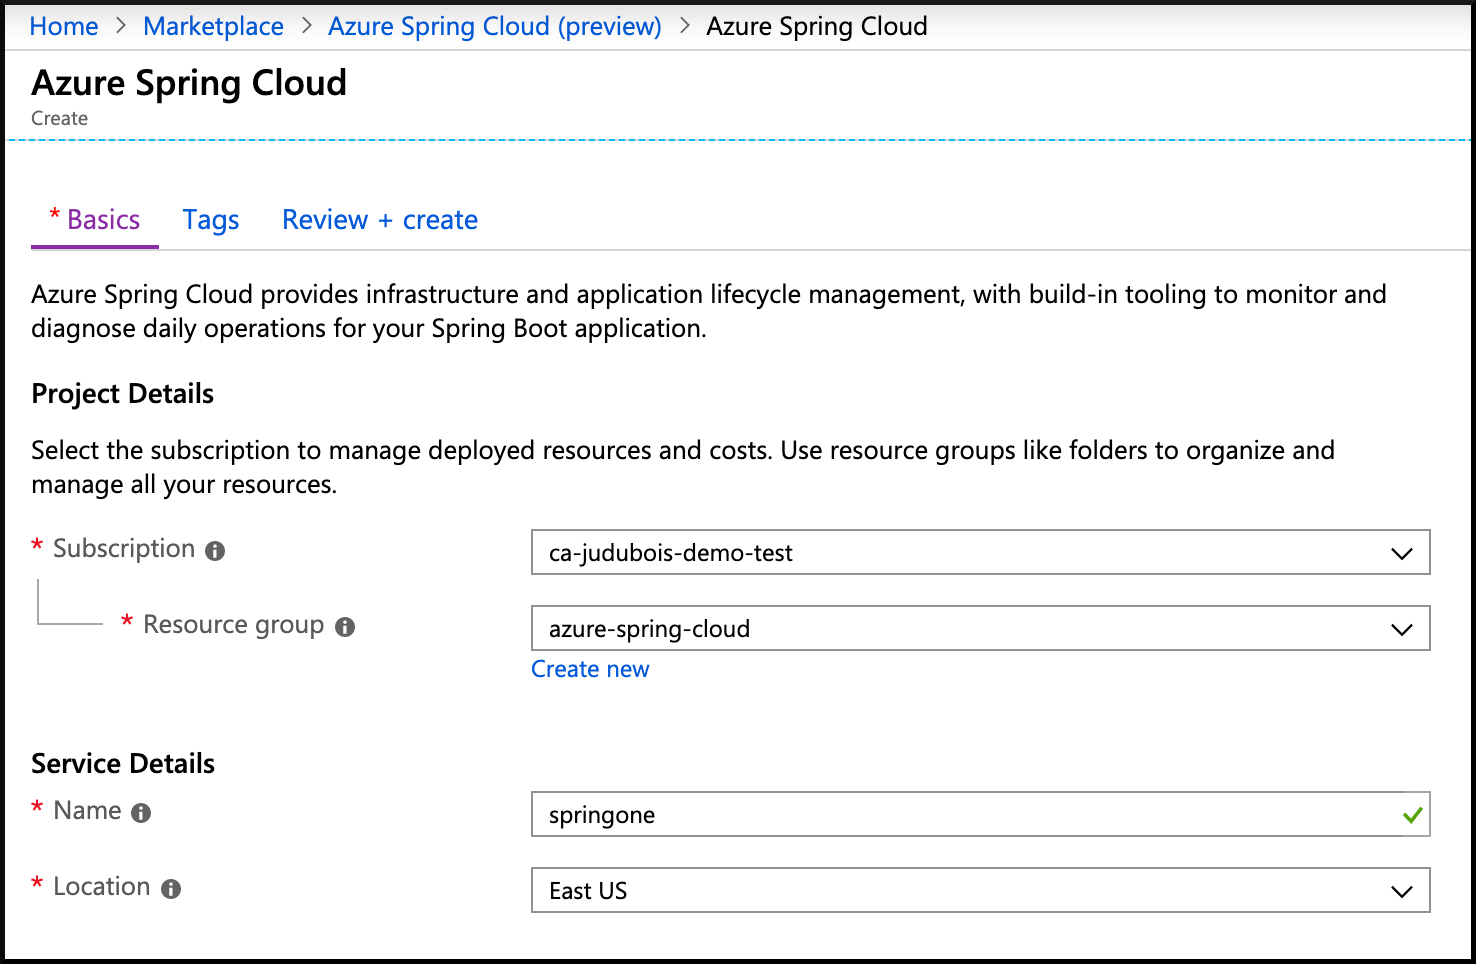 Home > Marketplace > Azure Spring Cloud (preview) > Azure Spring Cloud
Azure Spring Cloud
Create
* Basics Tags Review + create
Azure Spring Cloud provides infrastructure and application lifecycle management, with build-in tooling to monitor and
diagnose daily operations for your Spring Boot application.
Project Details
Select the subscription to manage deployed resources and costs. Use resource groups like folders to organize and
manage all your resources.
* Subscription ca-judubois-demo-test
* Resource group azure-spring-cloud
Create new
Service Details
* Name springone
* Location East US